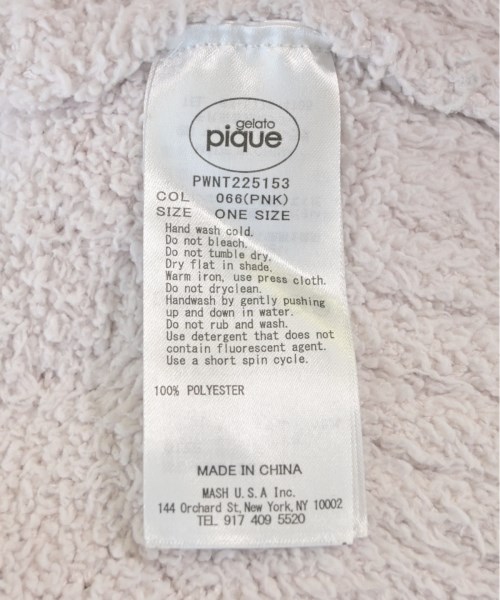 gelato
pique
PWNT225153
COL 066(PNK)
SIZE ONE SIZE
Hand wash cold.
Do not bleach.
Do not tumble dry.
Dry flat in shade.
Warm iron, use press cloth.
Do not dryclean.
Handwash by gently pushing
up and down in water.
Do not rub and wash.
Use detergent that does not
contain fluorescent agent.
Use a short spin cycle.
100% POLYESTER
MADE IN CHINA
MASH U.S.A Inc.
144 Orchard St, New York, NY 10002
TEL 917 409 5520